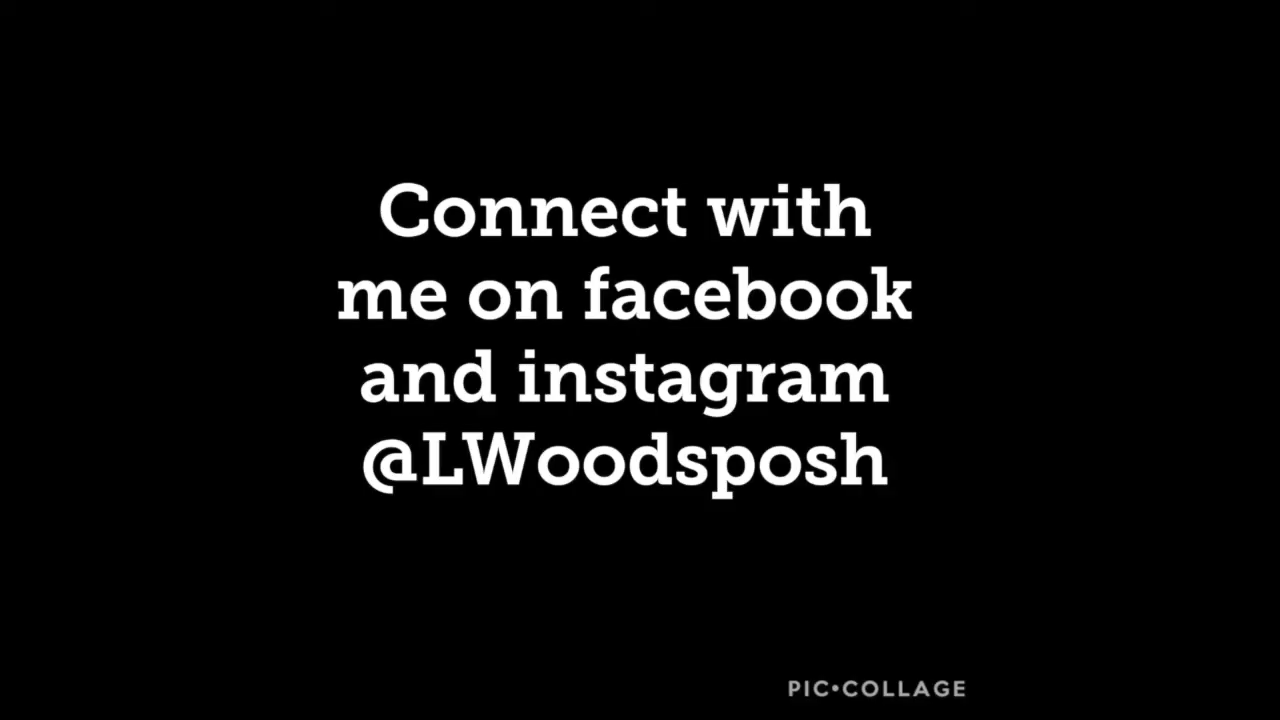 Connect with
me on facebook
and instagram
@LWoodsposh
PIC•COLLAGE